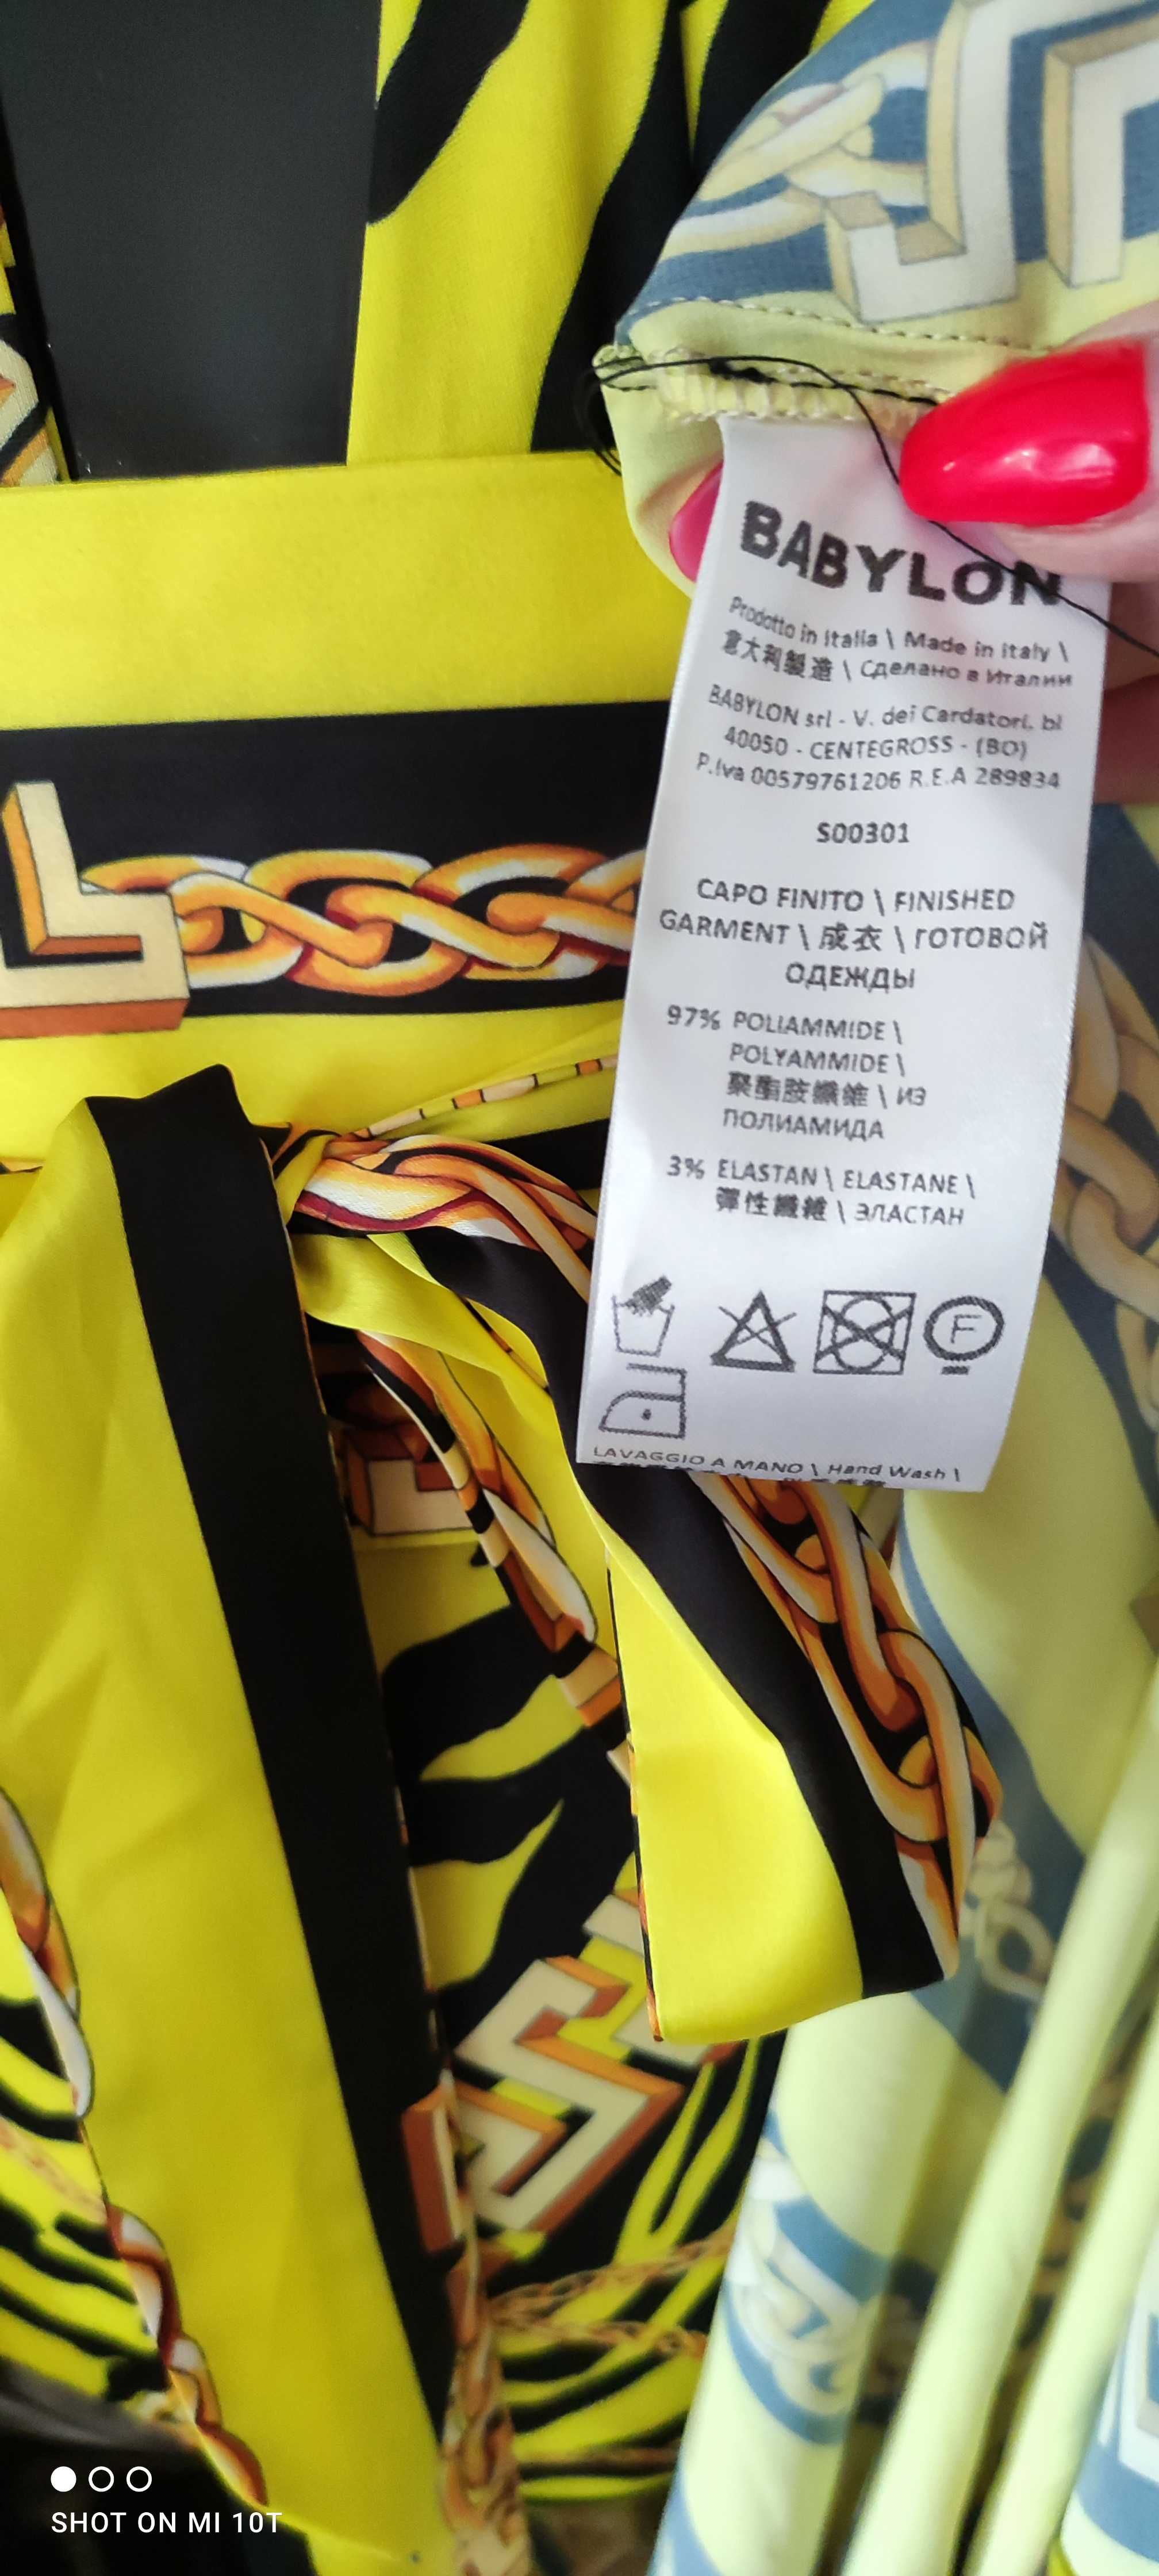 BABYLON
Prodotto in Italia \ Made in Italy \
意大利製造 \ Сделано в Италии
BABYLON srl - V. dei Cardatori. bl
40050 - CENTEGROSS - (BO)
P.Iva 00579761206 R.E.A 289834
S00301
CAPO FINITO \ FINISHED
GARMENT \ 成衣 \ ГОТОВОЙ
ОДЕЖДЫ
97% POLIAMMIDE \
POLYAMMIDE \
聚酯胺纖維 \ ИЗ
ПОЛИАМИДА
3% ELASTAN \ ELASTANE \
彈性纖維 \ ЭЛАСТАН
F
LAVAGGIO A MANO \ Hand Wash \
SHOT ON MI 10T